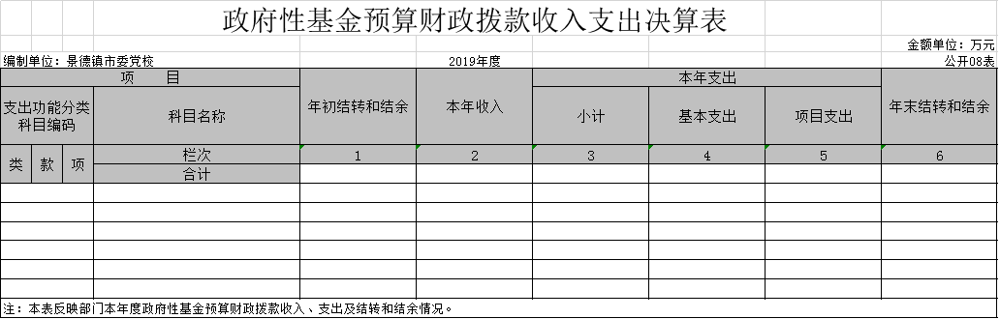 政府性基金预算财政拨款收入支出决算表
金额单位：万元
编制单位：景德镇市委党校 2019年度 公开08表
项 目 年初结转和结余 本年收入 本年支出 年末结转和结余
支出功能分类科目编码 科目名称 小计 基本支出 项目支出
类 款 项 栏次 1 2 3 4 5 6
合计
注：本表反映部门本年度政府性基金预算财政拨款收入、支出及结转和结余情况。